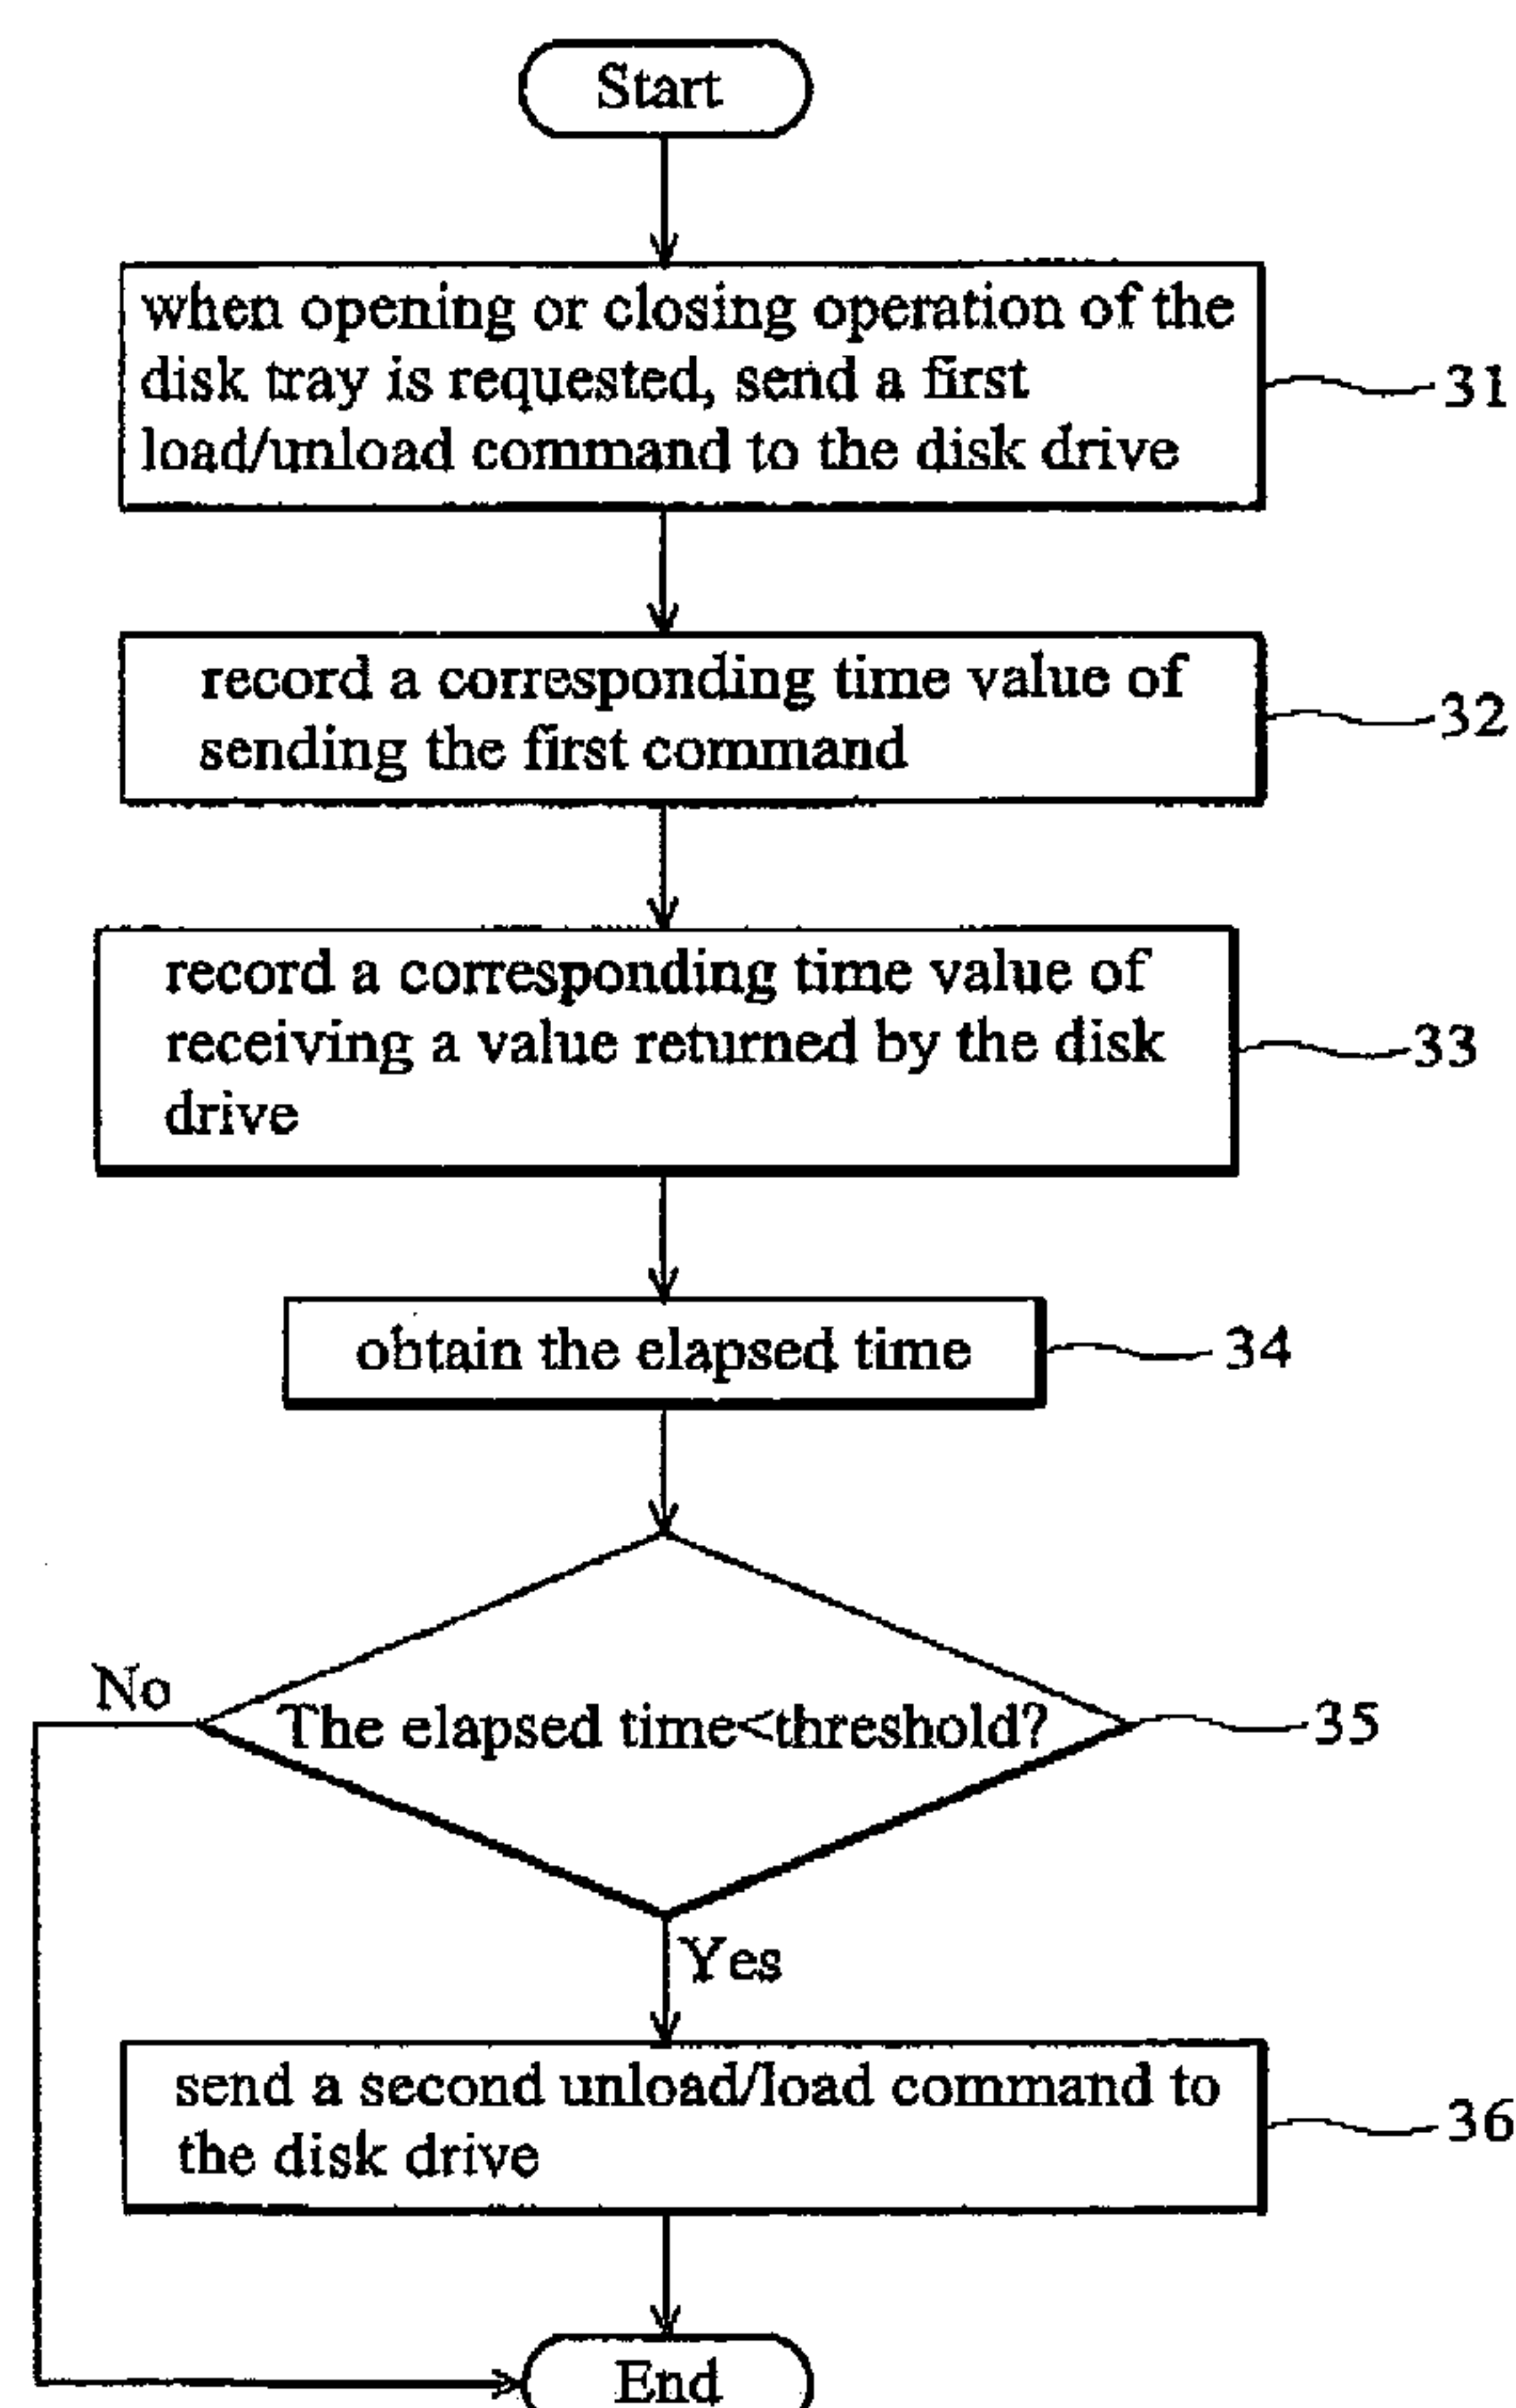 Start
when opening or closing operation of the
disk tray is requested, send a first
load/unload command to the disk drive
31
record a corresponding time value of
sending the first command
32
record a corresponding time value of
receiving a value returned by the disk
drive
33
obtain the elapsed time
34
No
The elapsed time<threshold?
35
Yes
send a second unload/load command to
the disk drive
36
End